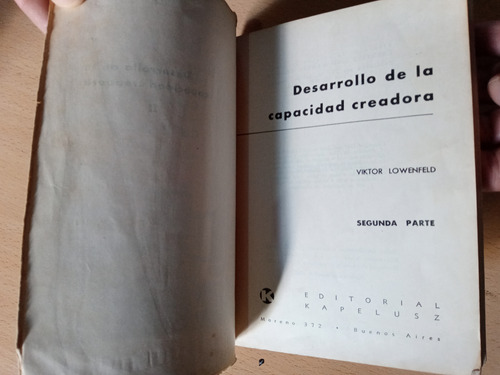 Desarrollo de la
capacidad creadora
VIKTOR LOWENFELD
SEGUNDA PARTE
K
EDITORIAL
KAPELUSZ
Moreno 372 • Buenos Aires